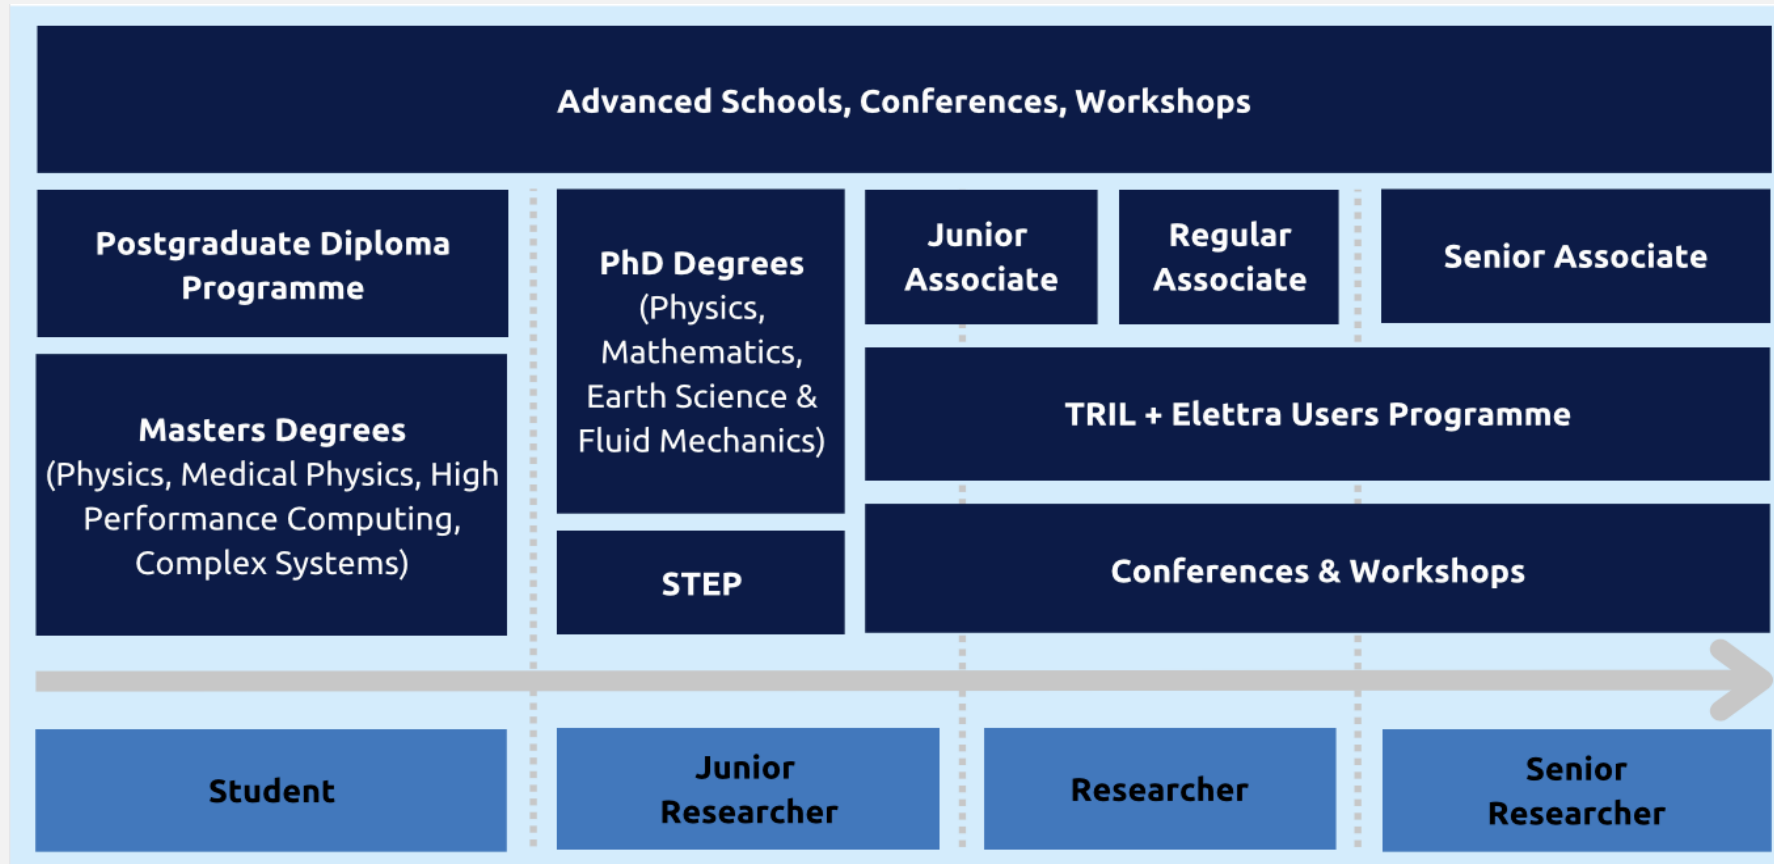 Advanced Schools, Conferences, Workshops
Postgraduate Diploma
Programme
Masters Degrees
(Physics, Medical Physics, High
Performance Computing,
Complex Systems)
PhD Degrees
(Physics,
Mathematics,
Earth Science &
Fluid Mechanics)
STEP
Junior
Associate
Regular
Associate
Senior Associate
TRIL + Elettra Users Programme
Conferences & Workshops
Student
Junior
Researcher
Researcher
Senior
Researcher